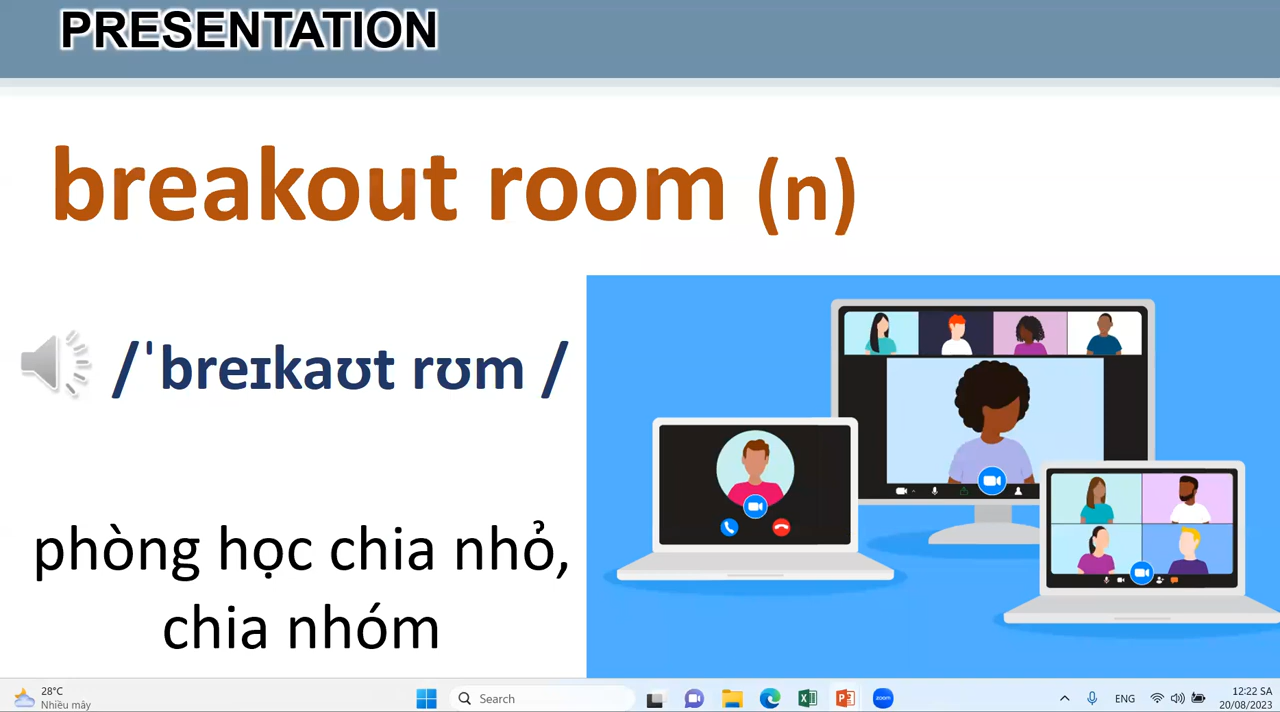 PRESENTATION
breakout room (n)
/ˈbreɪkaʊt rʊm /
phòng học chia nhỏ,
chia nhóm
28°C
Nhiều mây
Search
zoom
ENG
12:22 SA
20/08/2023